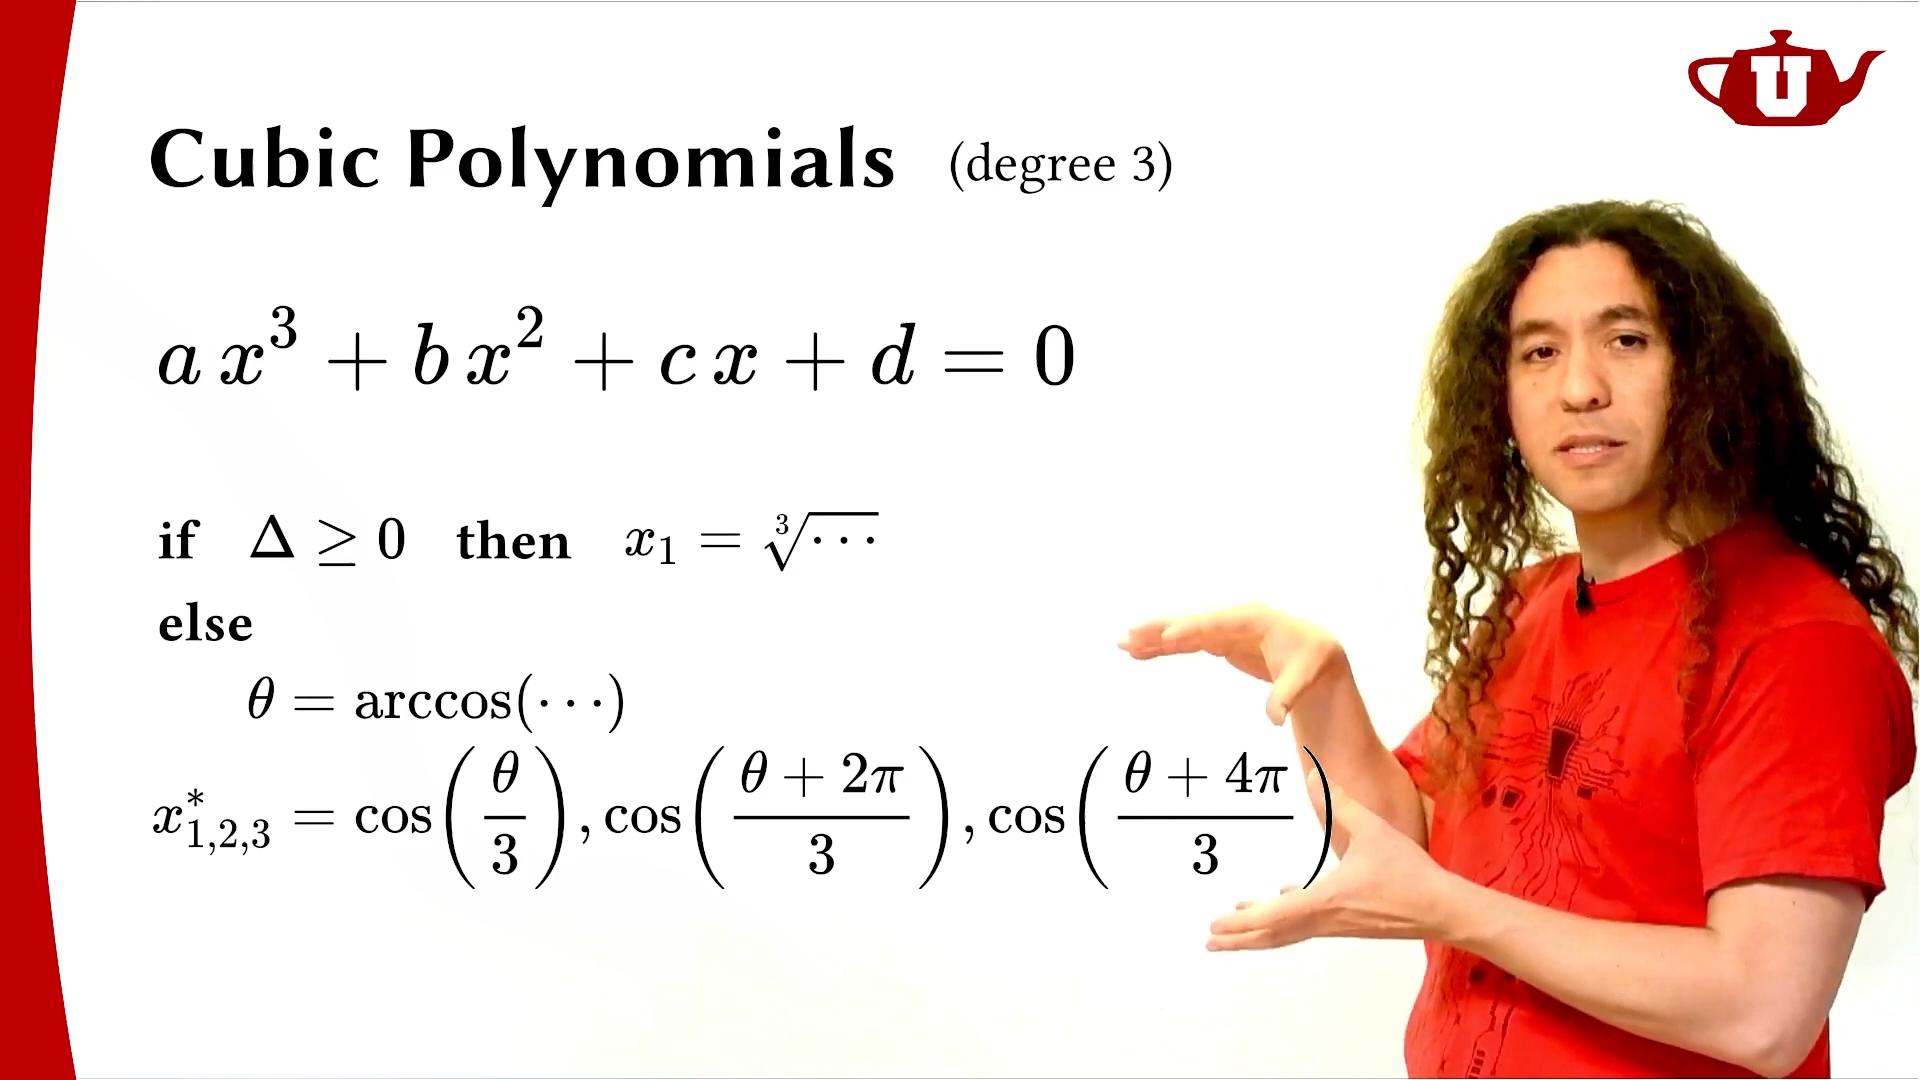 U
Cubic Polynomials (degree 3)
a x³ + b x² + c x + d = 0
if Δ ≥ 0 then x₁ = ∛⋯
else
θ = arccos(⋯)
x*₁,₂,₃ = cos(θ/3), cos((θ + 2π)/3), cos((θ + 4π)/3)